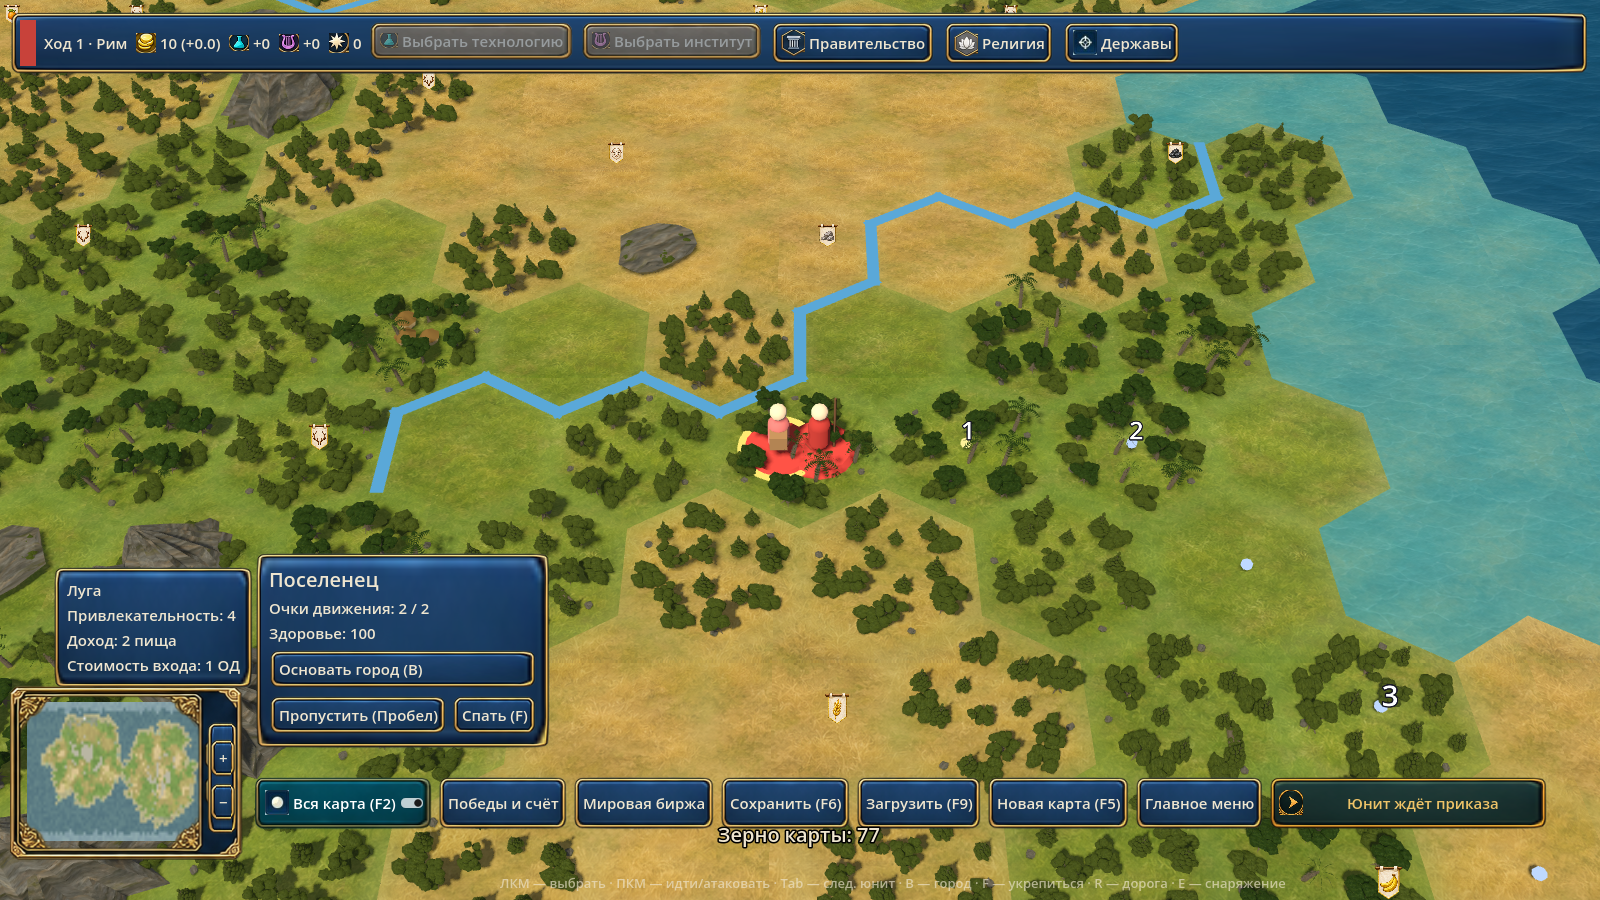 Ход 1 · Рим 10 (+0.0) +0 +0 0 Выбрать технологию Выбрать институт Правительство Религия Державы
1
2
Поселенец
Очки движения: 2 / 2
Здоровье: 100
Основать город (B)
Пропустить (Пробел) Спать (F)
Луга
Привлекательность: 4
Доход: 2 пища
Стоимость входа: 1 ОД
3
+
−
Вся карта (F2) Победы и счёт Мировая биржа Сохранить (F6) Загрузить (F9) Новая карта (F5) Главное меню Юнит ждёт приказа
Зерно карты: 77
ЛКМ — выбрать · ПКМ — идти/атаковать · Tab — след. юнит · B — город · F — укрепиться · R — дорога · E — снаряжение